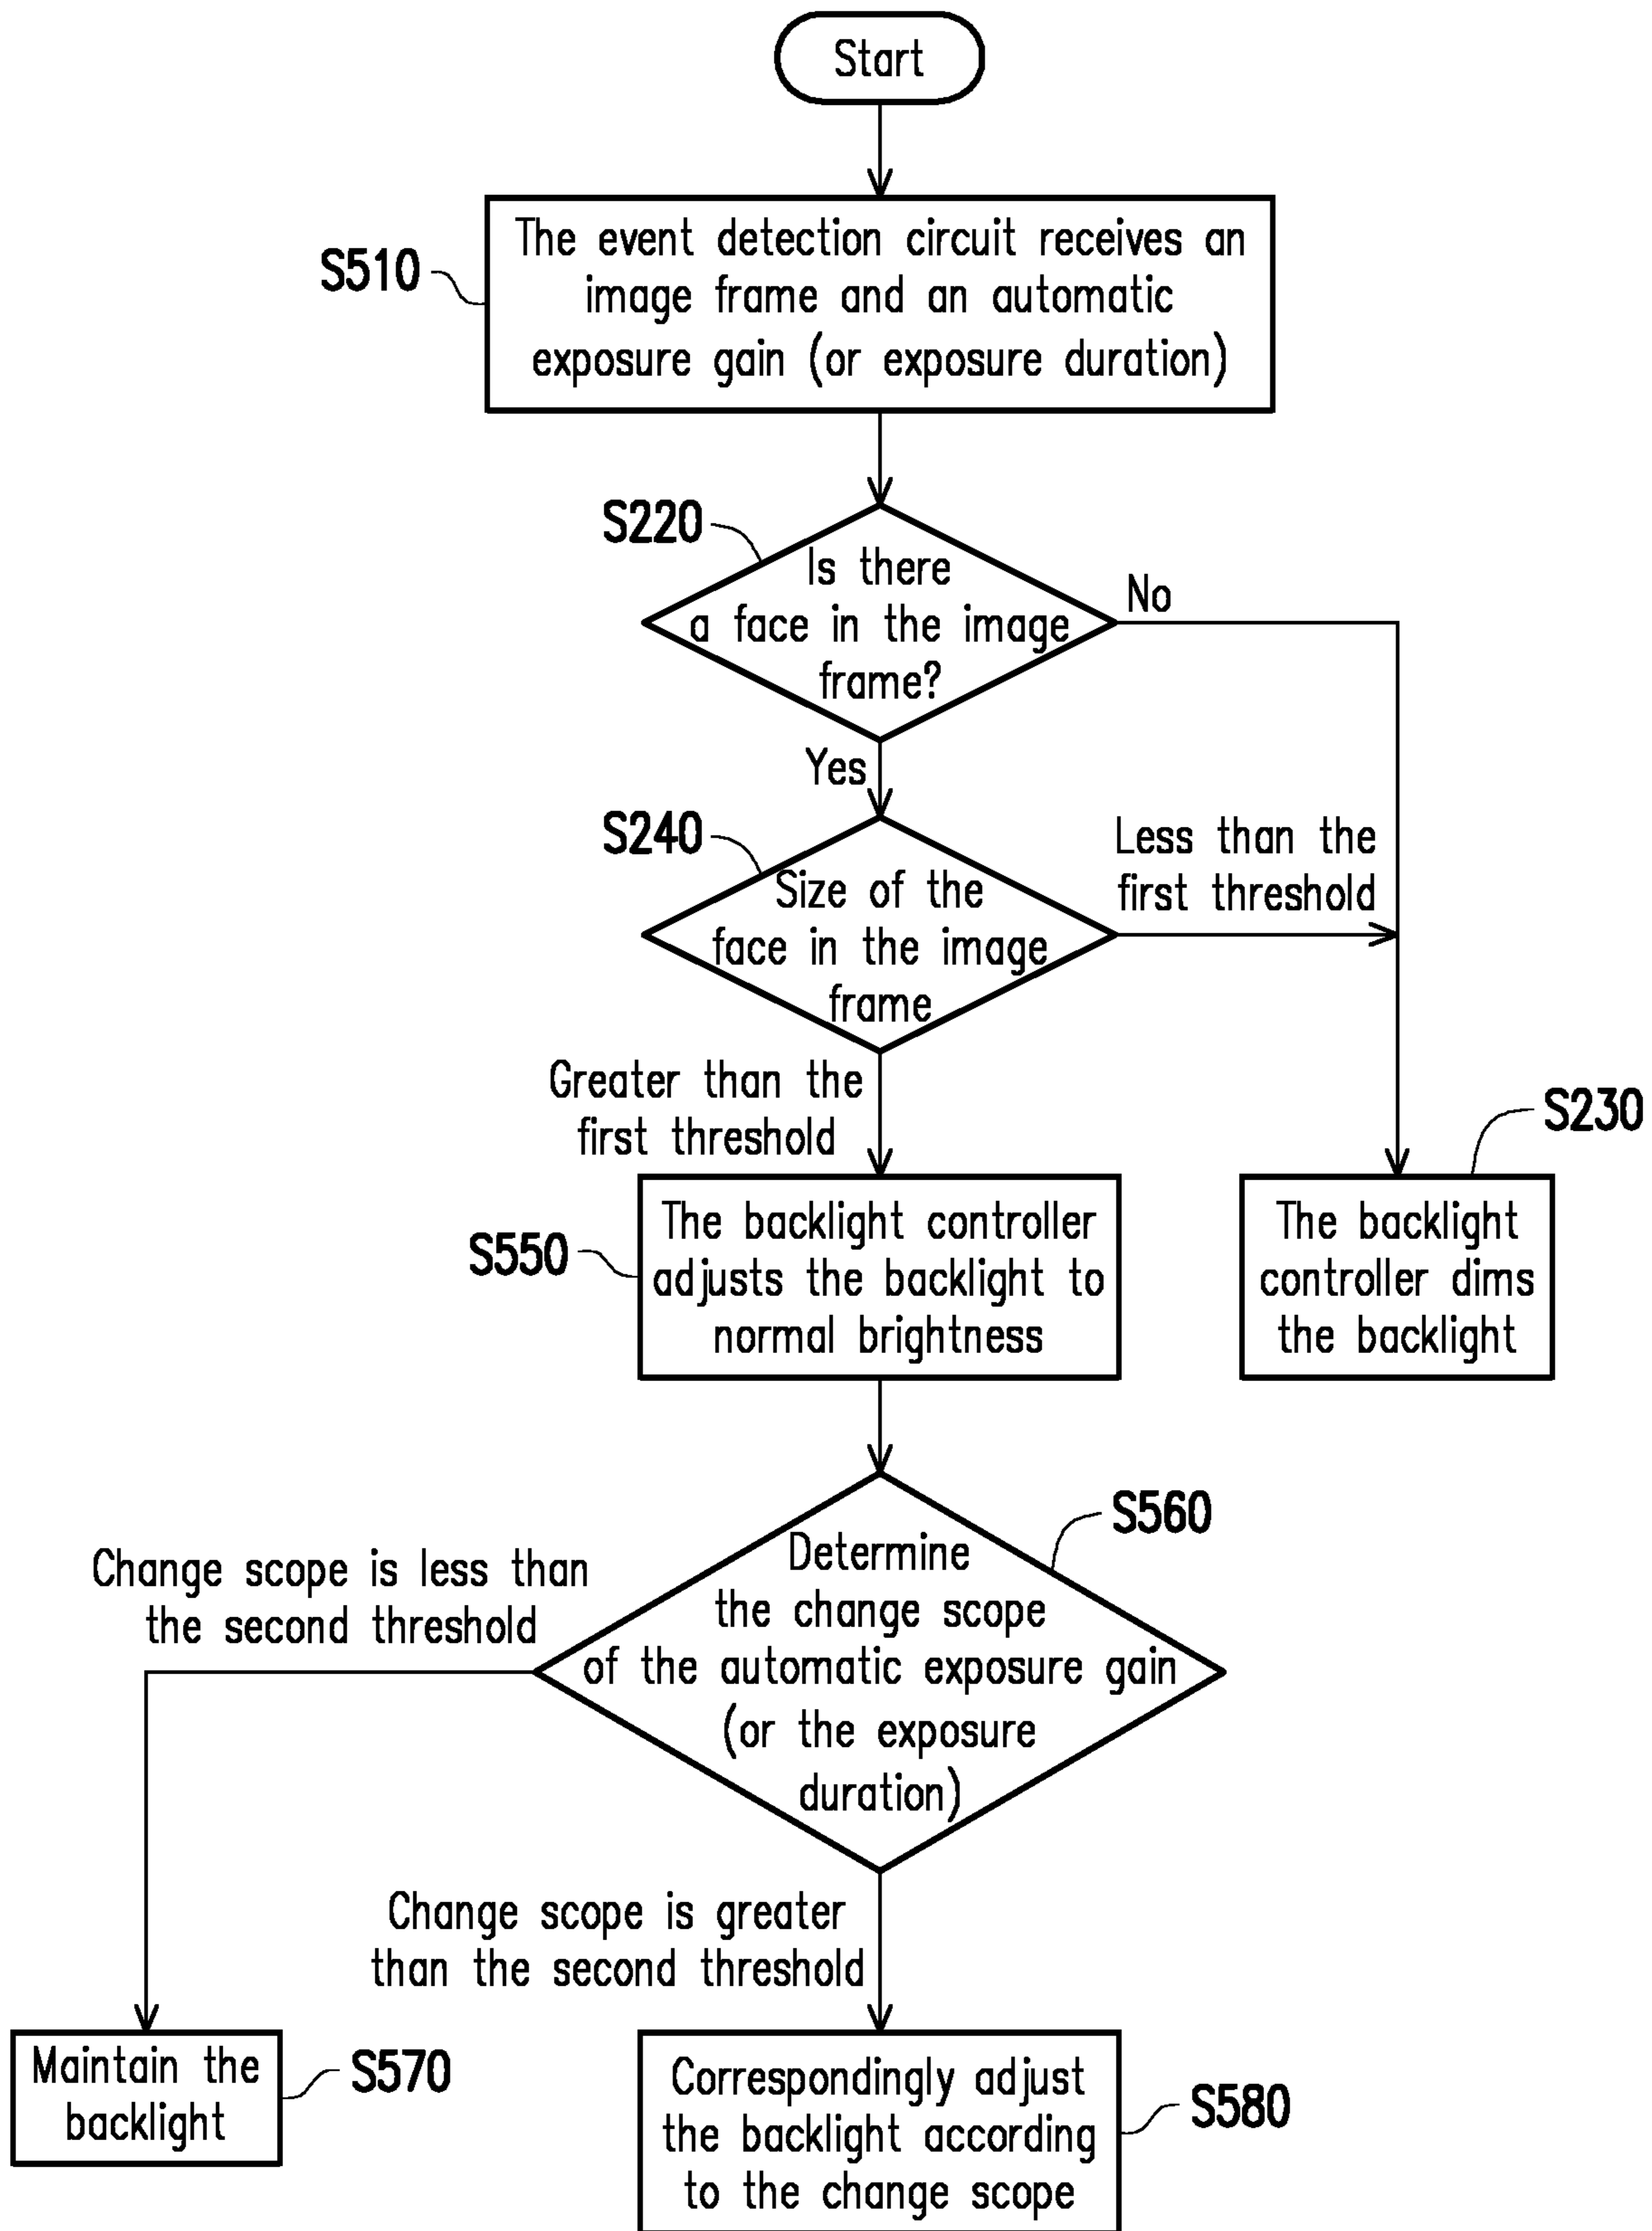 Start
S510
The event detection circuit receives an
image frame and an automatic
exposure gain (or exposure duration)
S220
Is there
a face in the image
frame?
No
Yes
S240
Size of the
face in the image
frame
Less than the
first threshold
Greater than the
first threshold
S230
S550
The backlight controller
adjusts the backlight to
normal brightness
The backlight
controller dims
the backlight
S560
Determine
the change scope
of the automatic exposure gain
(or the exposure
duration)
Change scope is less than
the second threshold
Change scope is greater
than the second threshold
Maintain the
backlight
S570
Correspondingly adjust
the backlight according
to the change scope
S580